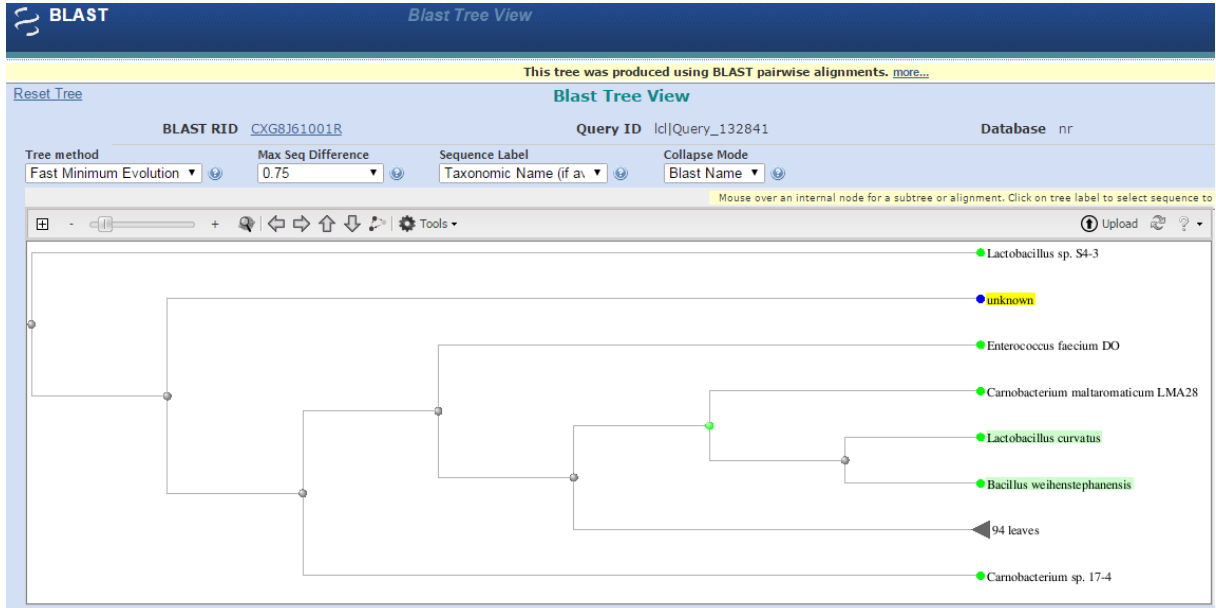 BLAST
Blast Tree View
This tree was produced using BLAST pairwise alignments. more...
Reset Tree
Blast Tree View
BLAST RID CXG8J61001R Query ID lcl|Query_132841 Database nr
Tree method Max Seq Difference Sequence Label Collapse Mode
Fast Minimum Evolution 0.75 Taxonomic Name (if av Blast Name
Mouse over an internal node for a subtree or alignment. Click on tree label to select sequence to
- + Tools Upload ?
Lactobacillus sp. S4-3
unknown
Enterococcus faecium DO
Carnobacterium maltaromaticum LMA28
Lactobacillus curvatus
Bacillus weihenstephanensis
94 leaves
Carnobacterium sp. 17-4